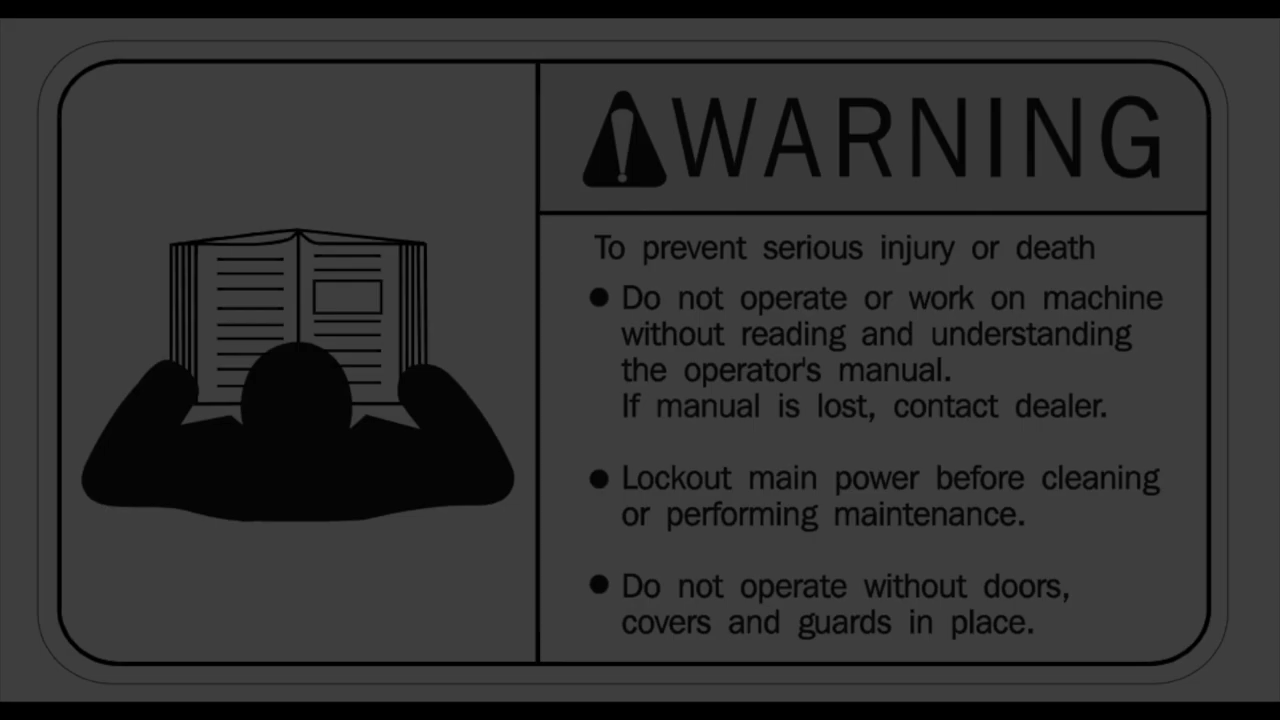 WARNING
To prevent serious injury or death
● Do not operate or work on machine
without reading and understanding
the operator's manual.
If manual is lost, contact dealer.
● Lockout main power before cleaning
or performing maintenance.
● Do not operate without doors,
covers and guards in place.